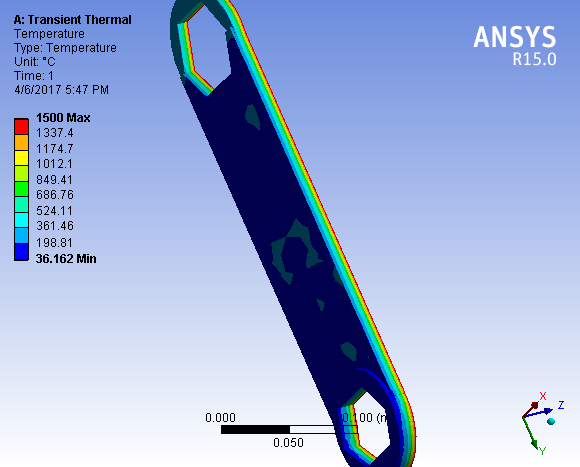 A: Transient Thermal
Temperature
Type: Temperature
Unit: °C
Time: 1
4/6/2017 5:47 PM
1500 Max
1337.4
1174.7
1012.1
849.41
686.76
524.11
361.46
198.81
36.162 Min
ANSYS
R15.0
0.000
0.100 (
0.050
X
Z
Y